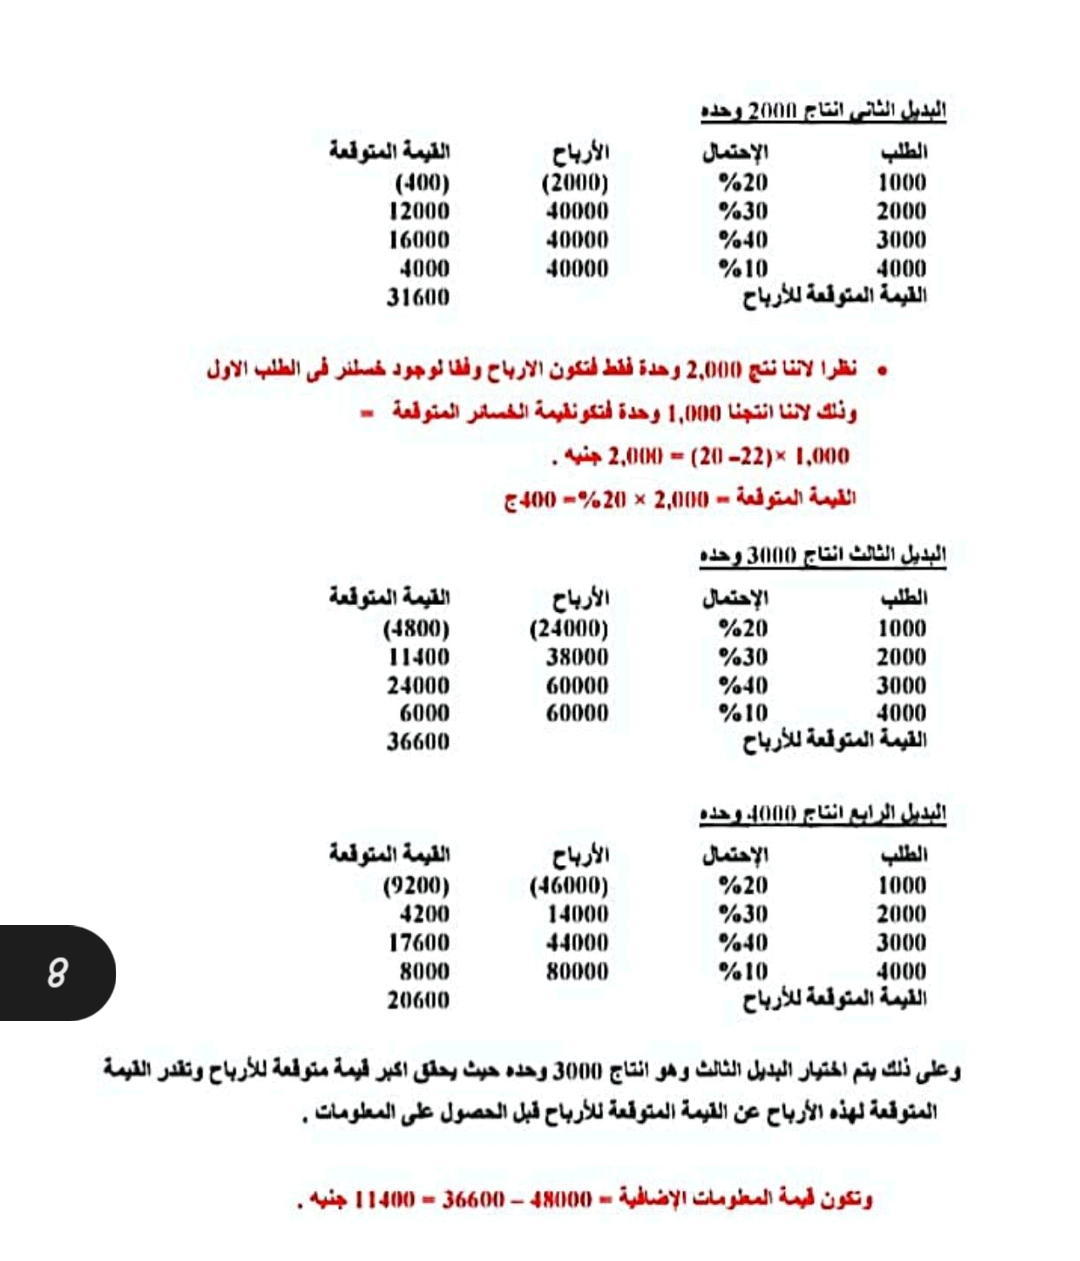 البديل الثاني انتاج 2000 وحده
الطلب الإحتمال الأرباح القيمة المتوقعة
1000 %20 (2000) (400)
2000 %30 40000 12000
3000 %40 40000 16000
4000 %10 40000 4000
القيمة المتوقعة للأرباح 31600
• نظرا لاننا نتج 2,000 وحدة فقط فتكون الارباح وفقا لوجود خسائر فى الطلب الاول
وذلك لاننا انتجنا 1,000 وحدة فتكونقيمة الخسائر المتوقعة =
1,000 ×(22– 20) = 2,000 جنيه .
القيمة المتوقعة = 2,000 × 20%= 400ج
البديل الثالث انتاج 3000 وحده
الطلب الإحتمال الأرباح القيمة المتوقعة
1000 %20 (24000) (4800)
2000 %30 38000 11400
3000 %40 60000 24000
4000 %10 60000 6000
القيمة المتوقعة للأرباح 36600
البديل الرابع انتاج 4000 وحده
الطلب الإحتمال الأرباح القيمة المتوقعة
1000 %20 (46000) (9200)
2000 %30 14000 4200
3000 %40 44000 17600
4000 %10 80000 8000
القيمة المتوقعة للأرباح 20600
8
وعلى ذلك يتم اختيار البديل الثالث وهو انتاج 3000 وحده حيث يحقق اكبر قيمة متوقعة للأرباح وتقدر القيمة
المتوقعة لهذه الأرباح عن القيمة المتوقعة للأرباح قبل الحصول على المعلومات .
وتكون قيمة المعلومات الإضافية = 48000 – 36600 = 11400 جنيه .